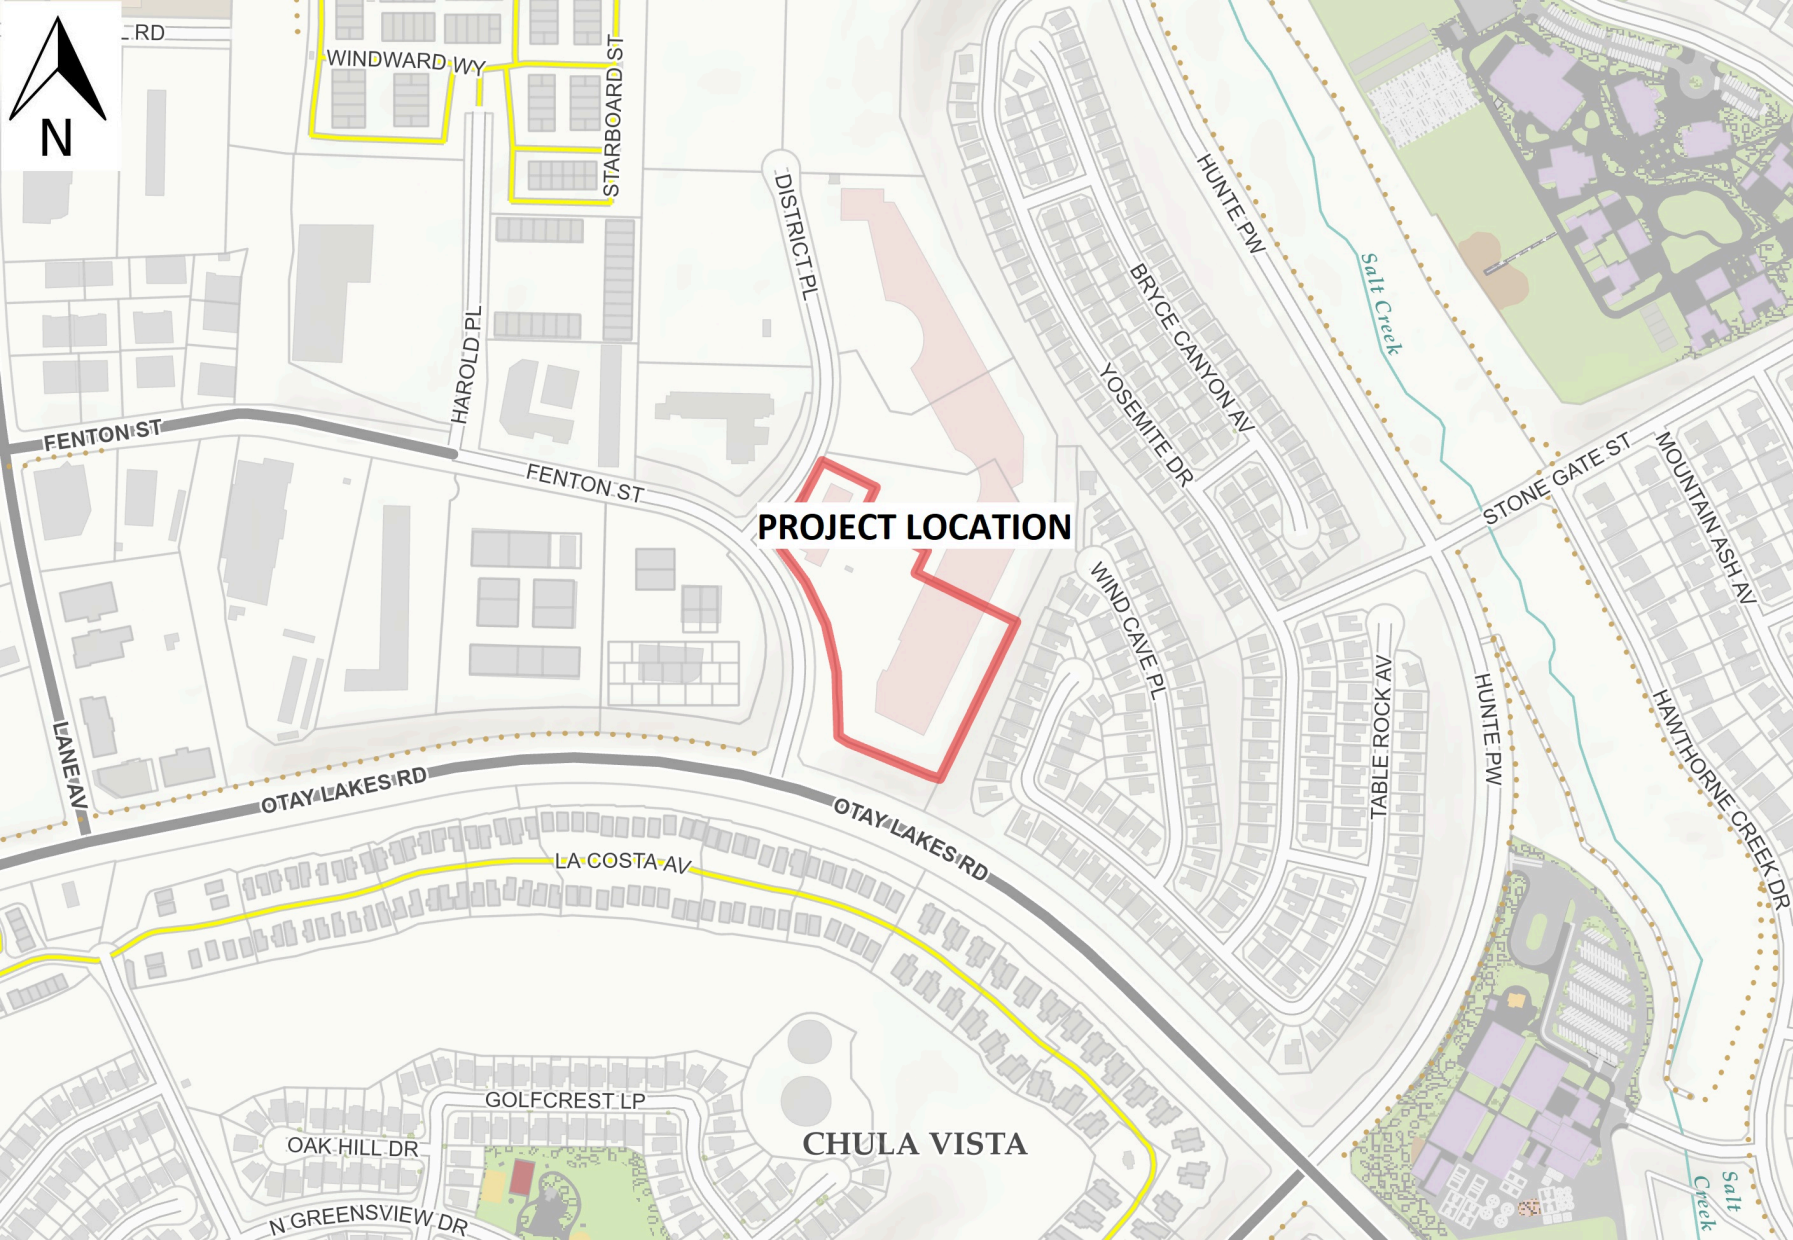 RD
N
WINDWARD WY
STARBOARD ST
DISTRICT PL
HUNTE PW
Salt Creek
BRYCE CANYON AV
HAROLD PL
YOSEMITE DR
FENTON ST
FENTON ST
STONE GATE ST
MOUNTAIN ASH AV
PROJECT LOCATION
WIND CAVE PL
TABLE ROCK AV
HUNTE PW
HAWTHORNE CREEK DR
LANE AV
OTAY LAKES RD
OTAY LAKES RD
LA COSTA AV
GOLFCREST LP
OAK HILL DR
CHULA VISTA
N GREENSVIEW DR
Salt
Creek